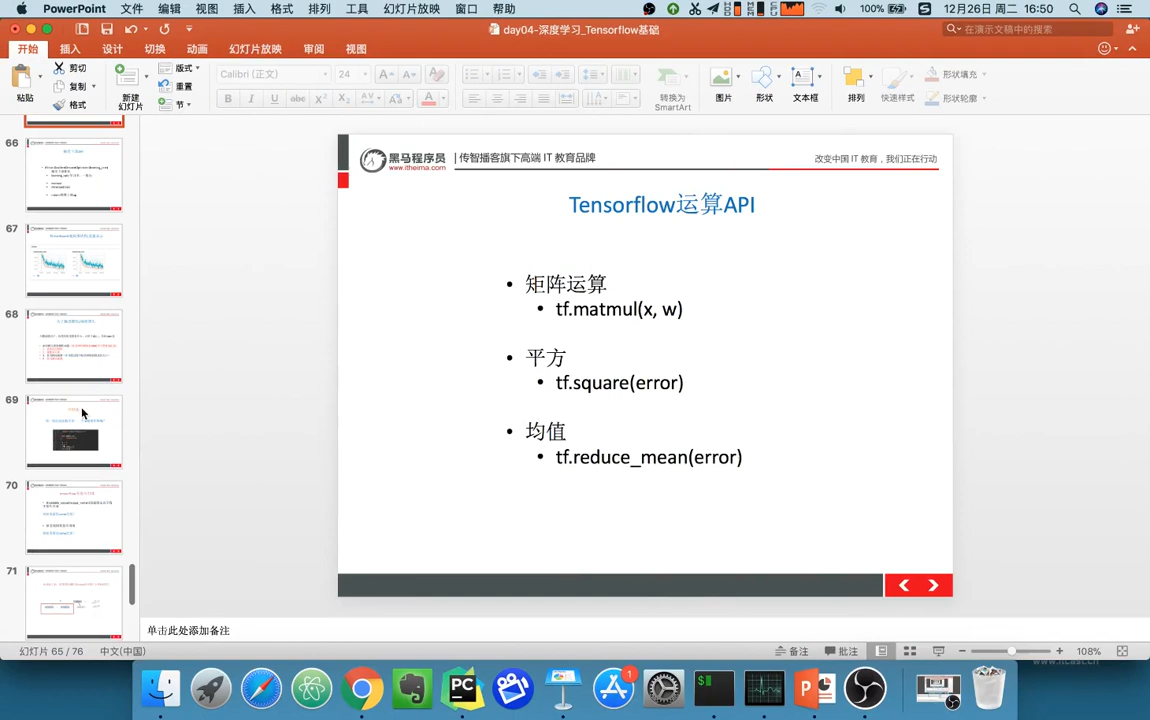 PowerPoint 文件 编辑 视图 插入 格式 排列 工具 幻灯片放映 窗口 帮助 100% 12月26日 周二 16:50
day04-深度学习_Tensorflow基础
在演示文稿中的搜索
开始 插入 设计 切换 动画 幻灯片放映 审阅 视图
粘贴 剪切 复制 格式 新建幻灯片 版式 重置 节 Calibri (正文) 24 转换为 SmartArt 图片 形状 文本框 排列 快速样式 形状填充 形状轮廓
66
67
68
69
70
71
黑马程序员 | 传智播客旗下高端 IT 教育品牌
www.itheima.com
改变中国 IT 教育，我们正在行动
Tensorflow运算API
• 矩阵运算
• tf.matmul(x, w)
• 平方
• tf.square(error)
• 均值
• tf.reduce_mean(error)
单击此处添加备注
幻灯片 65 / 76 中文(中国) 备注 批注 108%
www.itcast.cn
1
PC